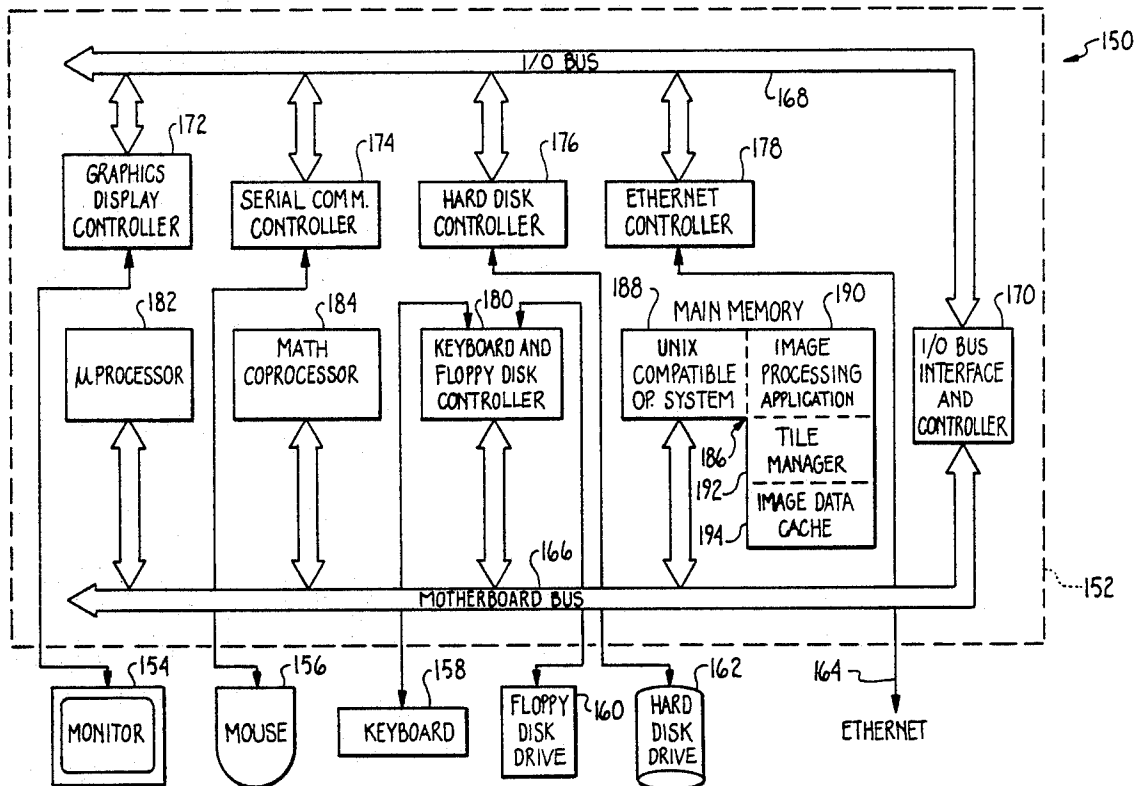 150
I/O BUS
168
172
GRAPHICS
DISPLAY
CONTROLLER
174
SERIAL COMM.
CONTROLLER
176
HARD DISK
CONTROLLER
178
ETHERNET
CONTROLLER
182
μPROCESSOR
184
MATH
COPROCESSOR
180
KEYBOARD AND
FLOPPY DISK
CONTROLLER
188
MAIN MEMORY
190
UNIX
COMPATIBLE
OP. SYSTEM
IMAGE
PROCESSING
APPLICATION
186
192
TILE
MANAGER
194
IMAGE DATA
CACHE
170
I/O BUS
INTERFACE
AND
CONTROLLER
166
MOTHERBOARD BUS
152
154
MONITOR
156
MOUSE
158
KEYBOARD
160
FLOPPY
DISK
DRIVE
162
HARD
DISK
DRIVE
164
ETHERNET